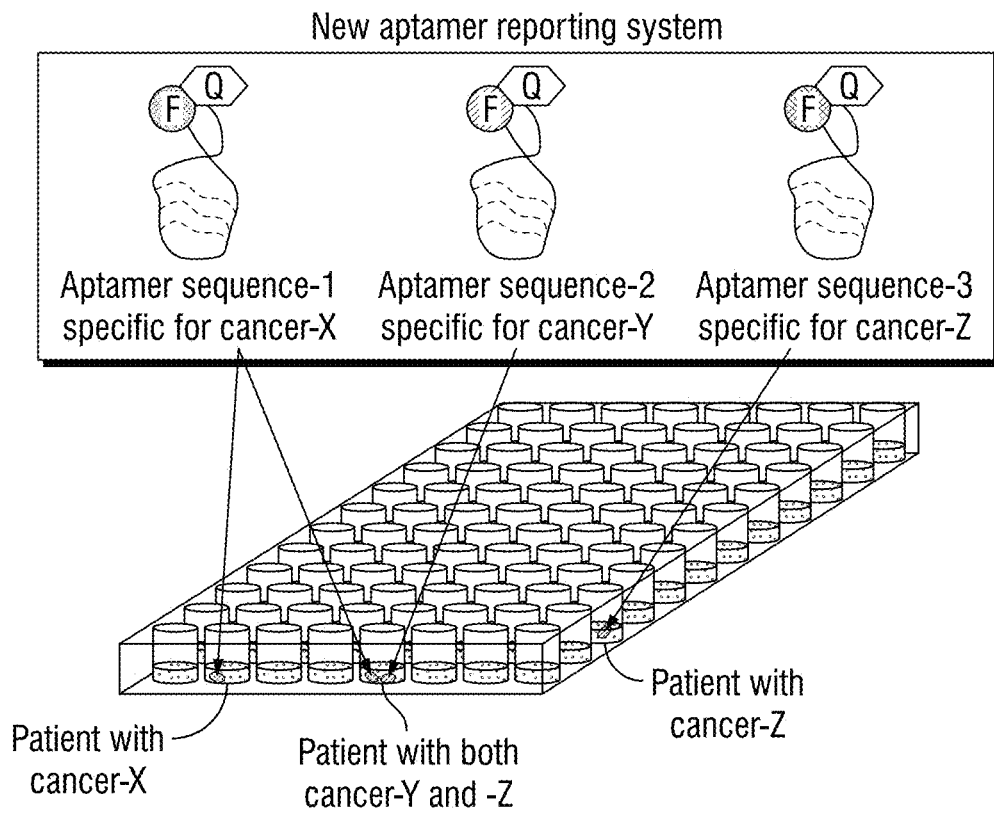 New aptamer reporting system
F Q F Q F Q
Aptamer sequence-1 specific for cancer-X
Aptamer sequence-2 specific for cancer-Y
Aptamer sequence-3 specific for cancer-Z
Patient with cancer-X
Patient with both cancer-Y and -Z
Patient with cancer-Z